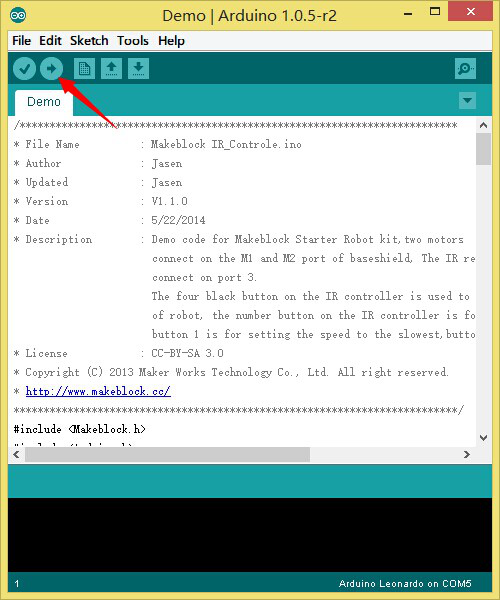 Demo | Arduino 1.0.5-r2
File Edit Sketch Tools Help
Demo
/*************************************************************************
* File Name : Makeblock IR_Controle.ino
* Author : Jasen
* Updated : Jasen
* Version : V1.1.0
* Date : 5/22/2014
* Description : Demo code for Makeblock Starter Robot kit,two motors
connect on the M1 and M2 port of baseshield, The IR re
connect on port 3.
The four black button on the IR controller is used to
of robot, the number button on the IR controller is fo
button 1 is for setting the speed to the slowest,butto
* License : CC-BY-SA 3.0
* Copyright (C) 2013 Maker Works Technology Co., Ltd. All right reserved.
* http://www.makeblock.cc/
**************************************************************************/
#include <Makeblock.h>
1 Arduino Leonardo on COM5